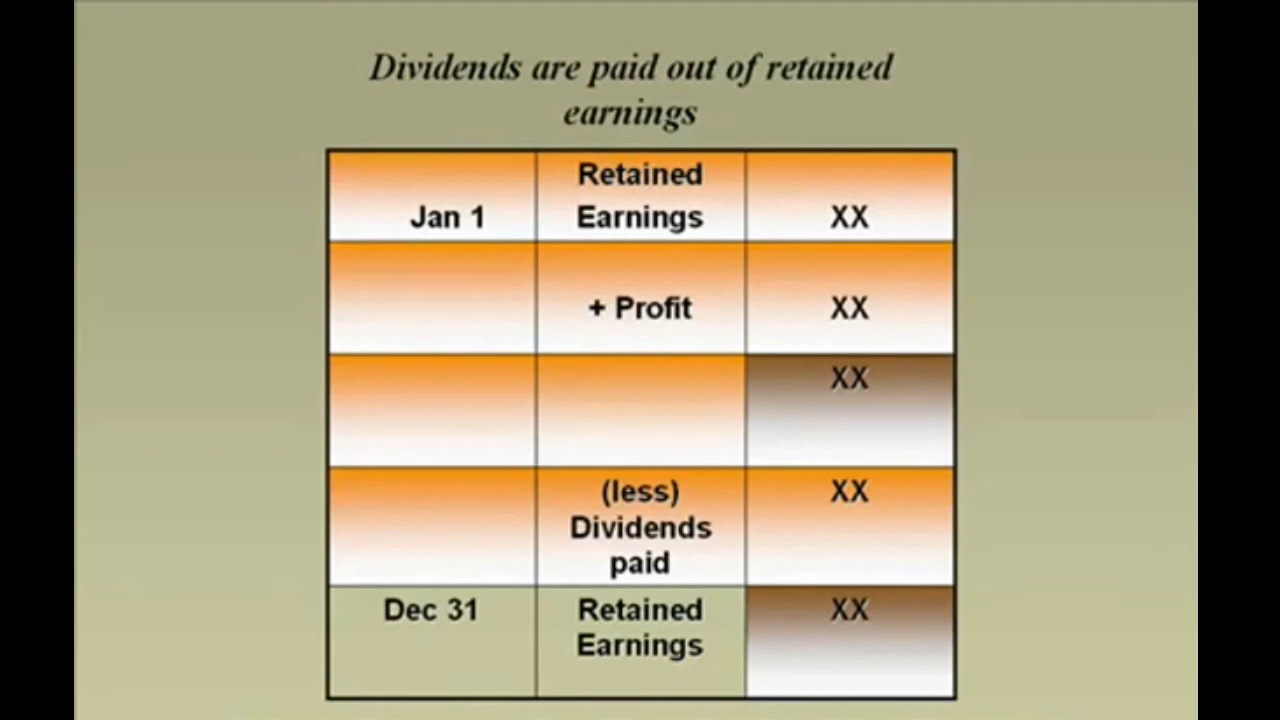 Dividends are paid out of retained
earnings
Retained
Jan 1 Earnings XX
+ Profit XX
XX
(less) XX
Dividends
paid
Dec 31 Retained XX
Earnings